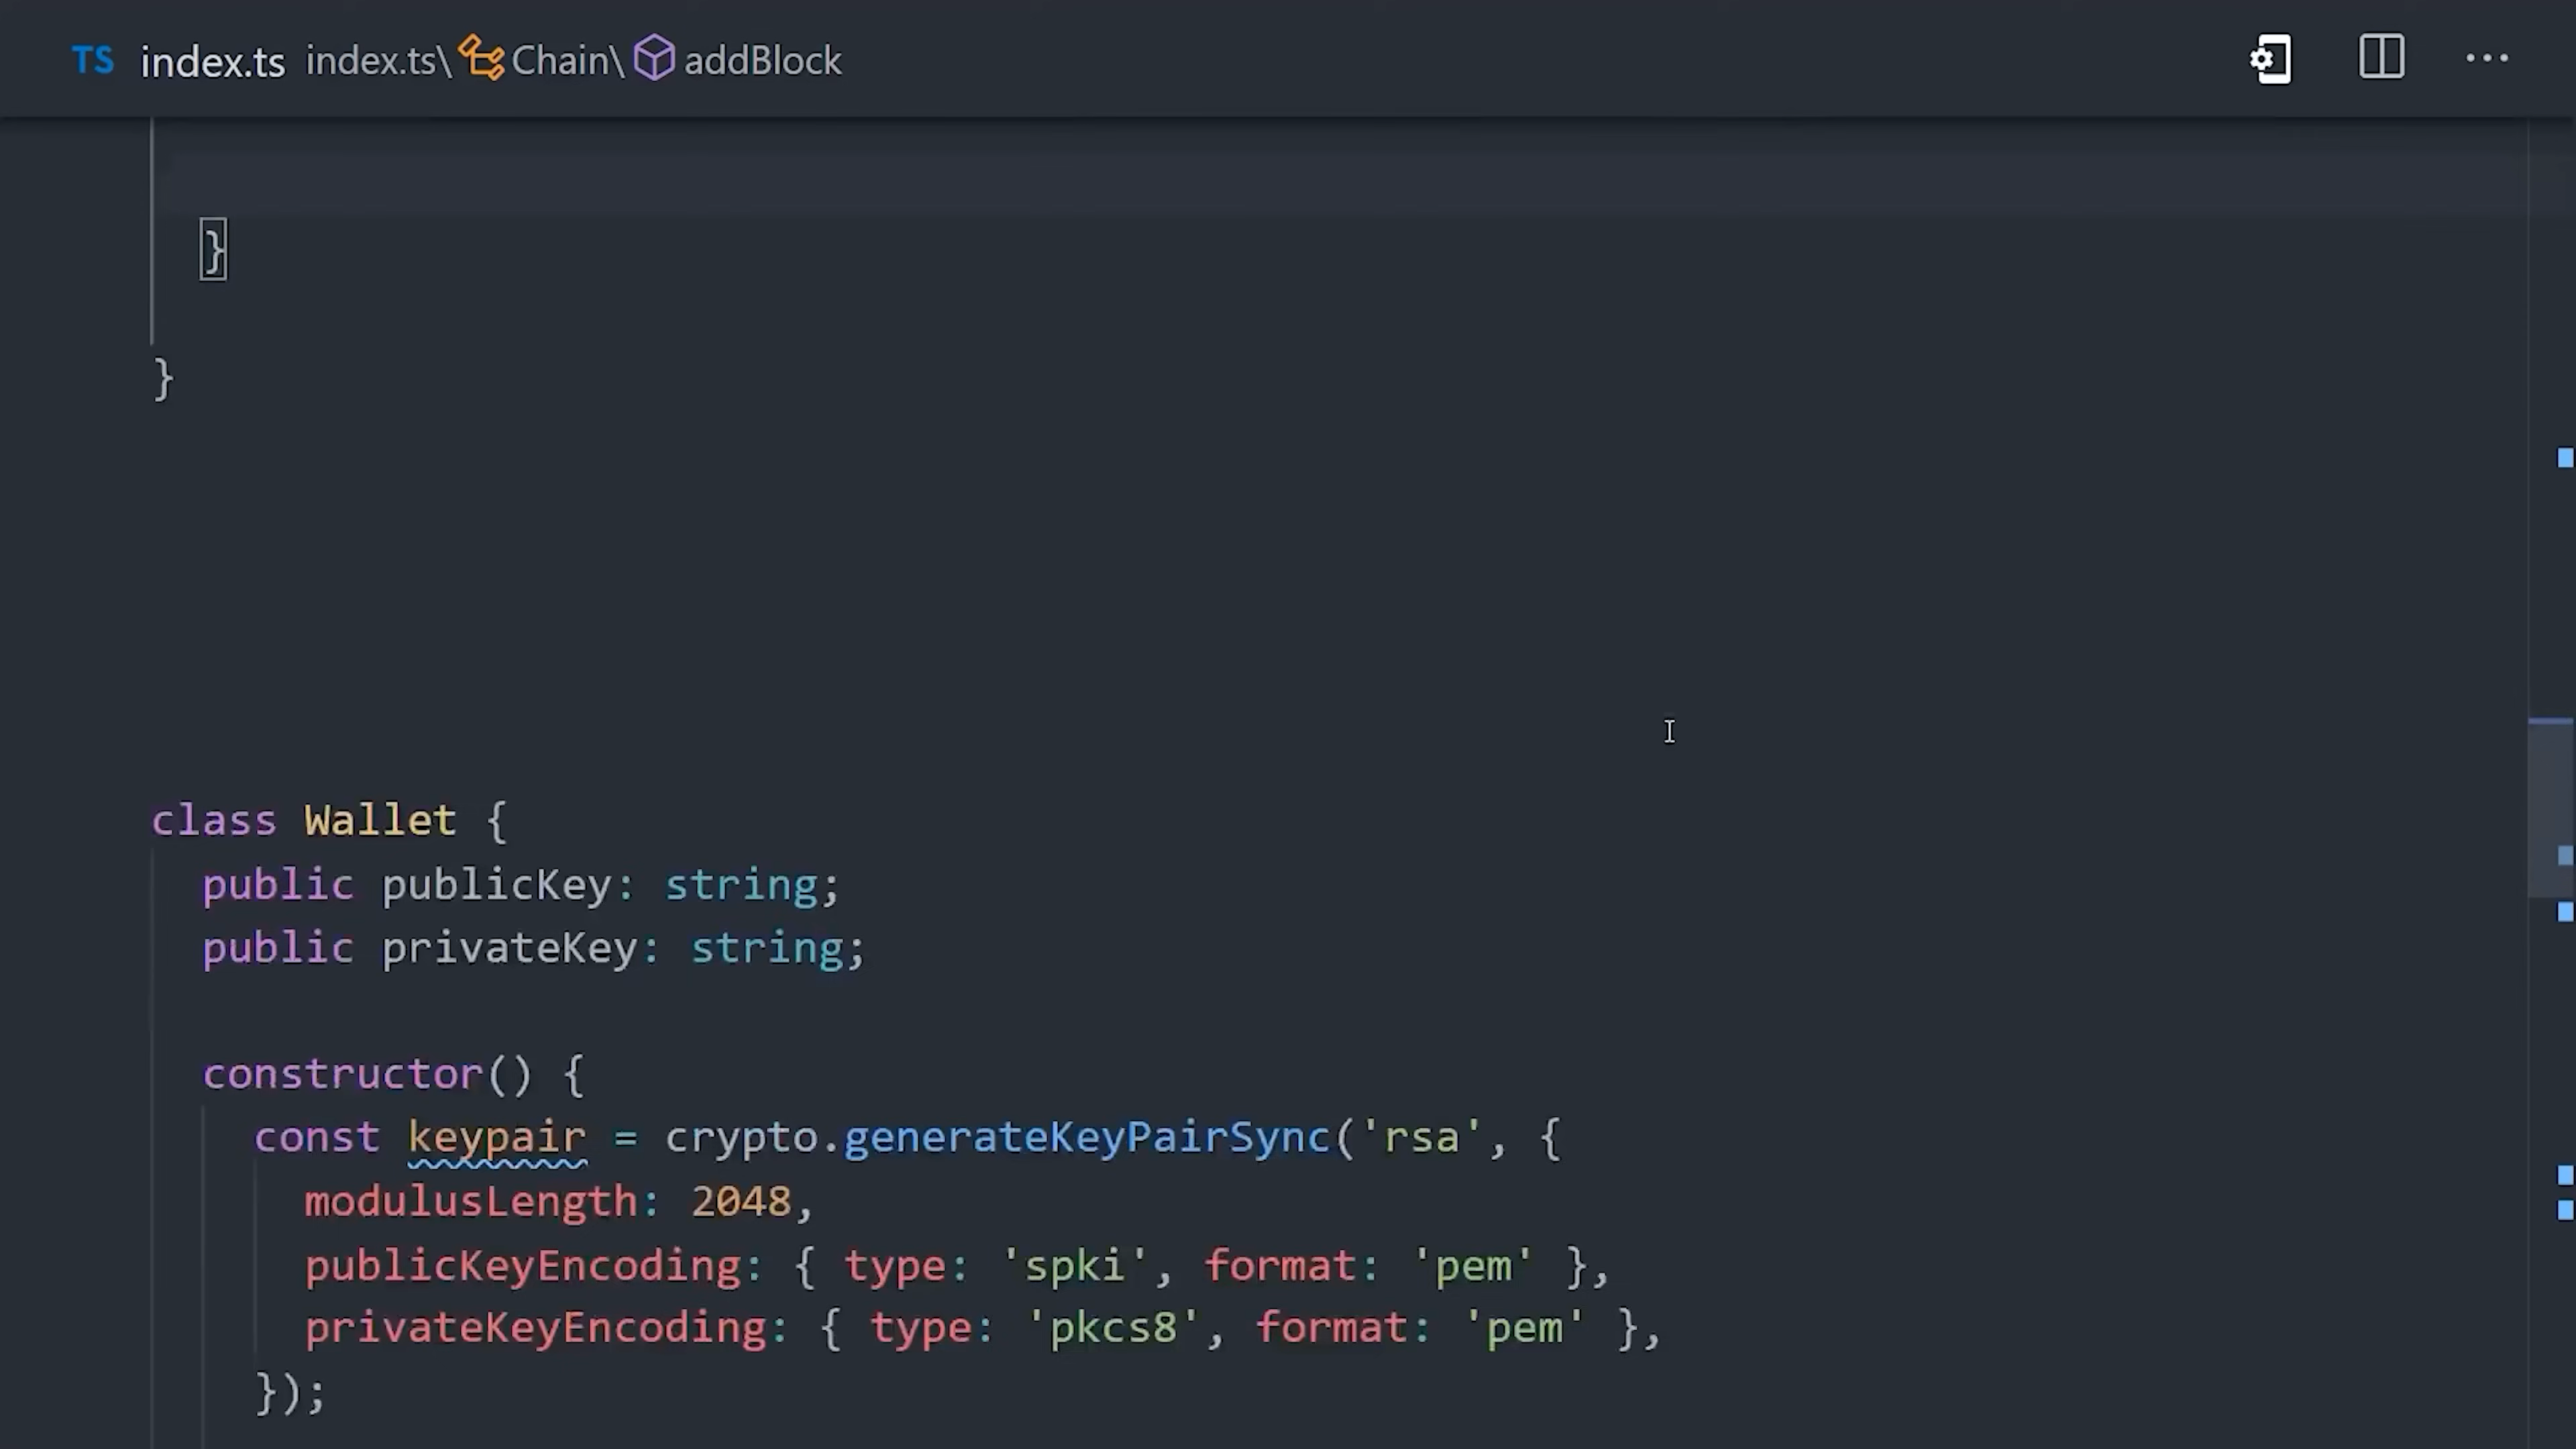 TS index.ts index.ts\ Chain\ addBlock
}
}
class Wallet {
public publicKey: string;
public privateKey: string;
constructor() {
const keypair = crypto.generateKeyPairSync('rsa', {
modulusLength: 2048,
publicKeyEncoding: { type: 'spki', format: 'pem' },
privateKeyEncoding: { type: 'pkcs8', format: 'pem' },
});